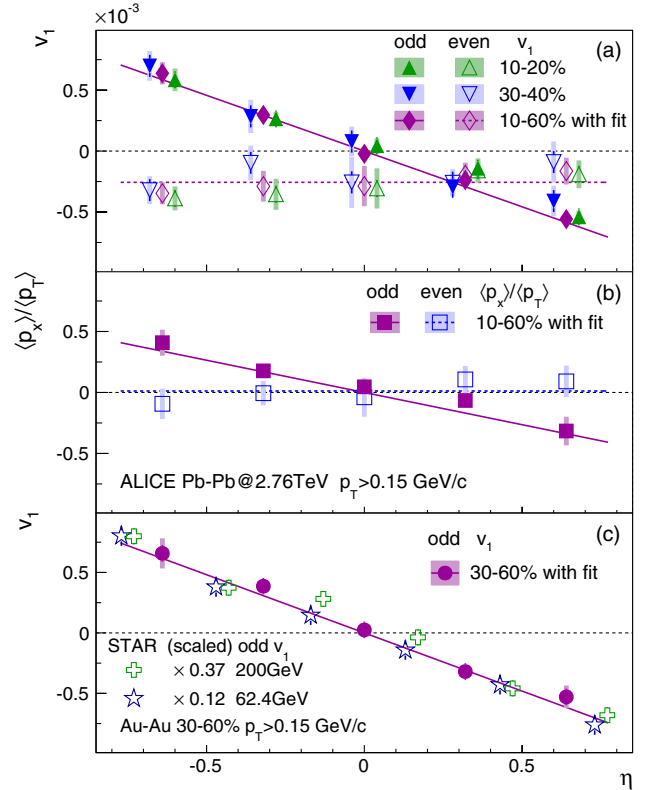 ×10⁻³
v₁
odd even v₁ (a)
10-20%
30-40%
10-60% with fit
0.5
0
-0.5
⟨pₓ⟩/⟨p_T⟩
odd even ⟨pₓ⟩/⟨p_T⟩ (b)
10-60% with fit
0.5
0
-0.5
ALICE Pb-Pb@2.76TeV p_T>0.15 GeV/c
v₁
odd v₁ (c)
30-60% with fit
0.5
0
-0.5
STAR (scaled) odd v₁
× 0.37 200GeV
× 0.12 62.4GeV
Au-Au 30-60% p_T>0.15 GeV/c
-0.5 0 0.5
η